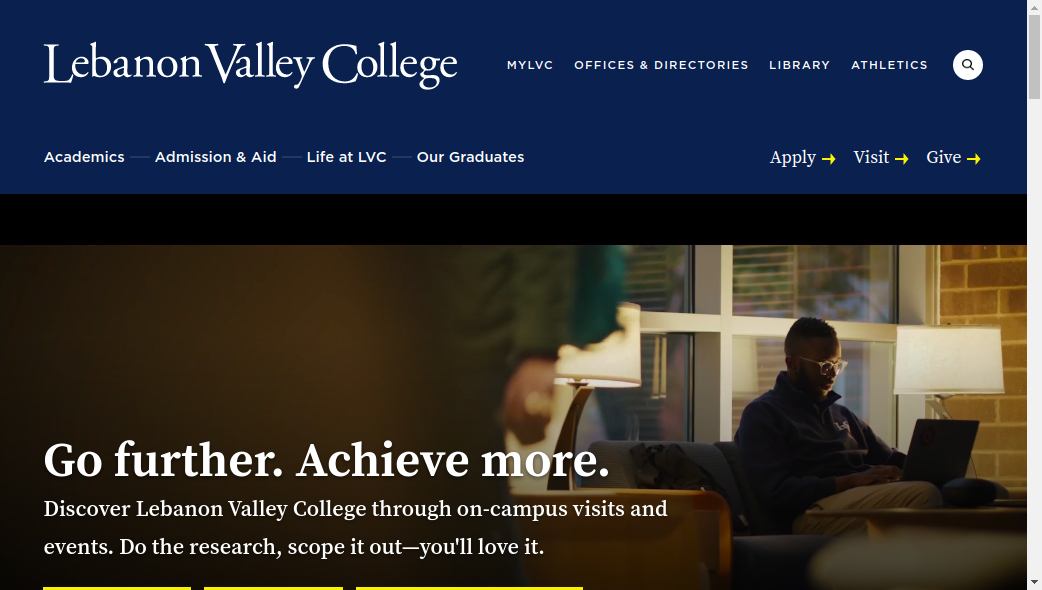 Lebanon Valley College
MYLVC OFFICES & DIRECTORIES LIBRARY ATHLETICS
Academics Admission & Aid Life at LVC Our Graduates
Apply Visit Give
Go further. Achieve more.
Discover Lebanon Valley College through on-campus visits and
events. Do the research, scope it out—you'll love it.